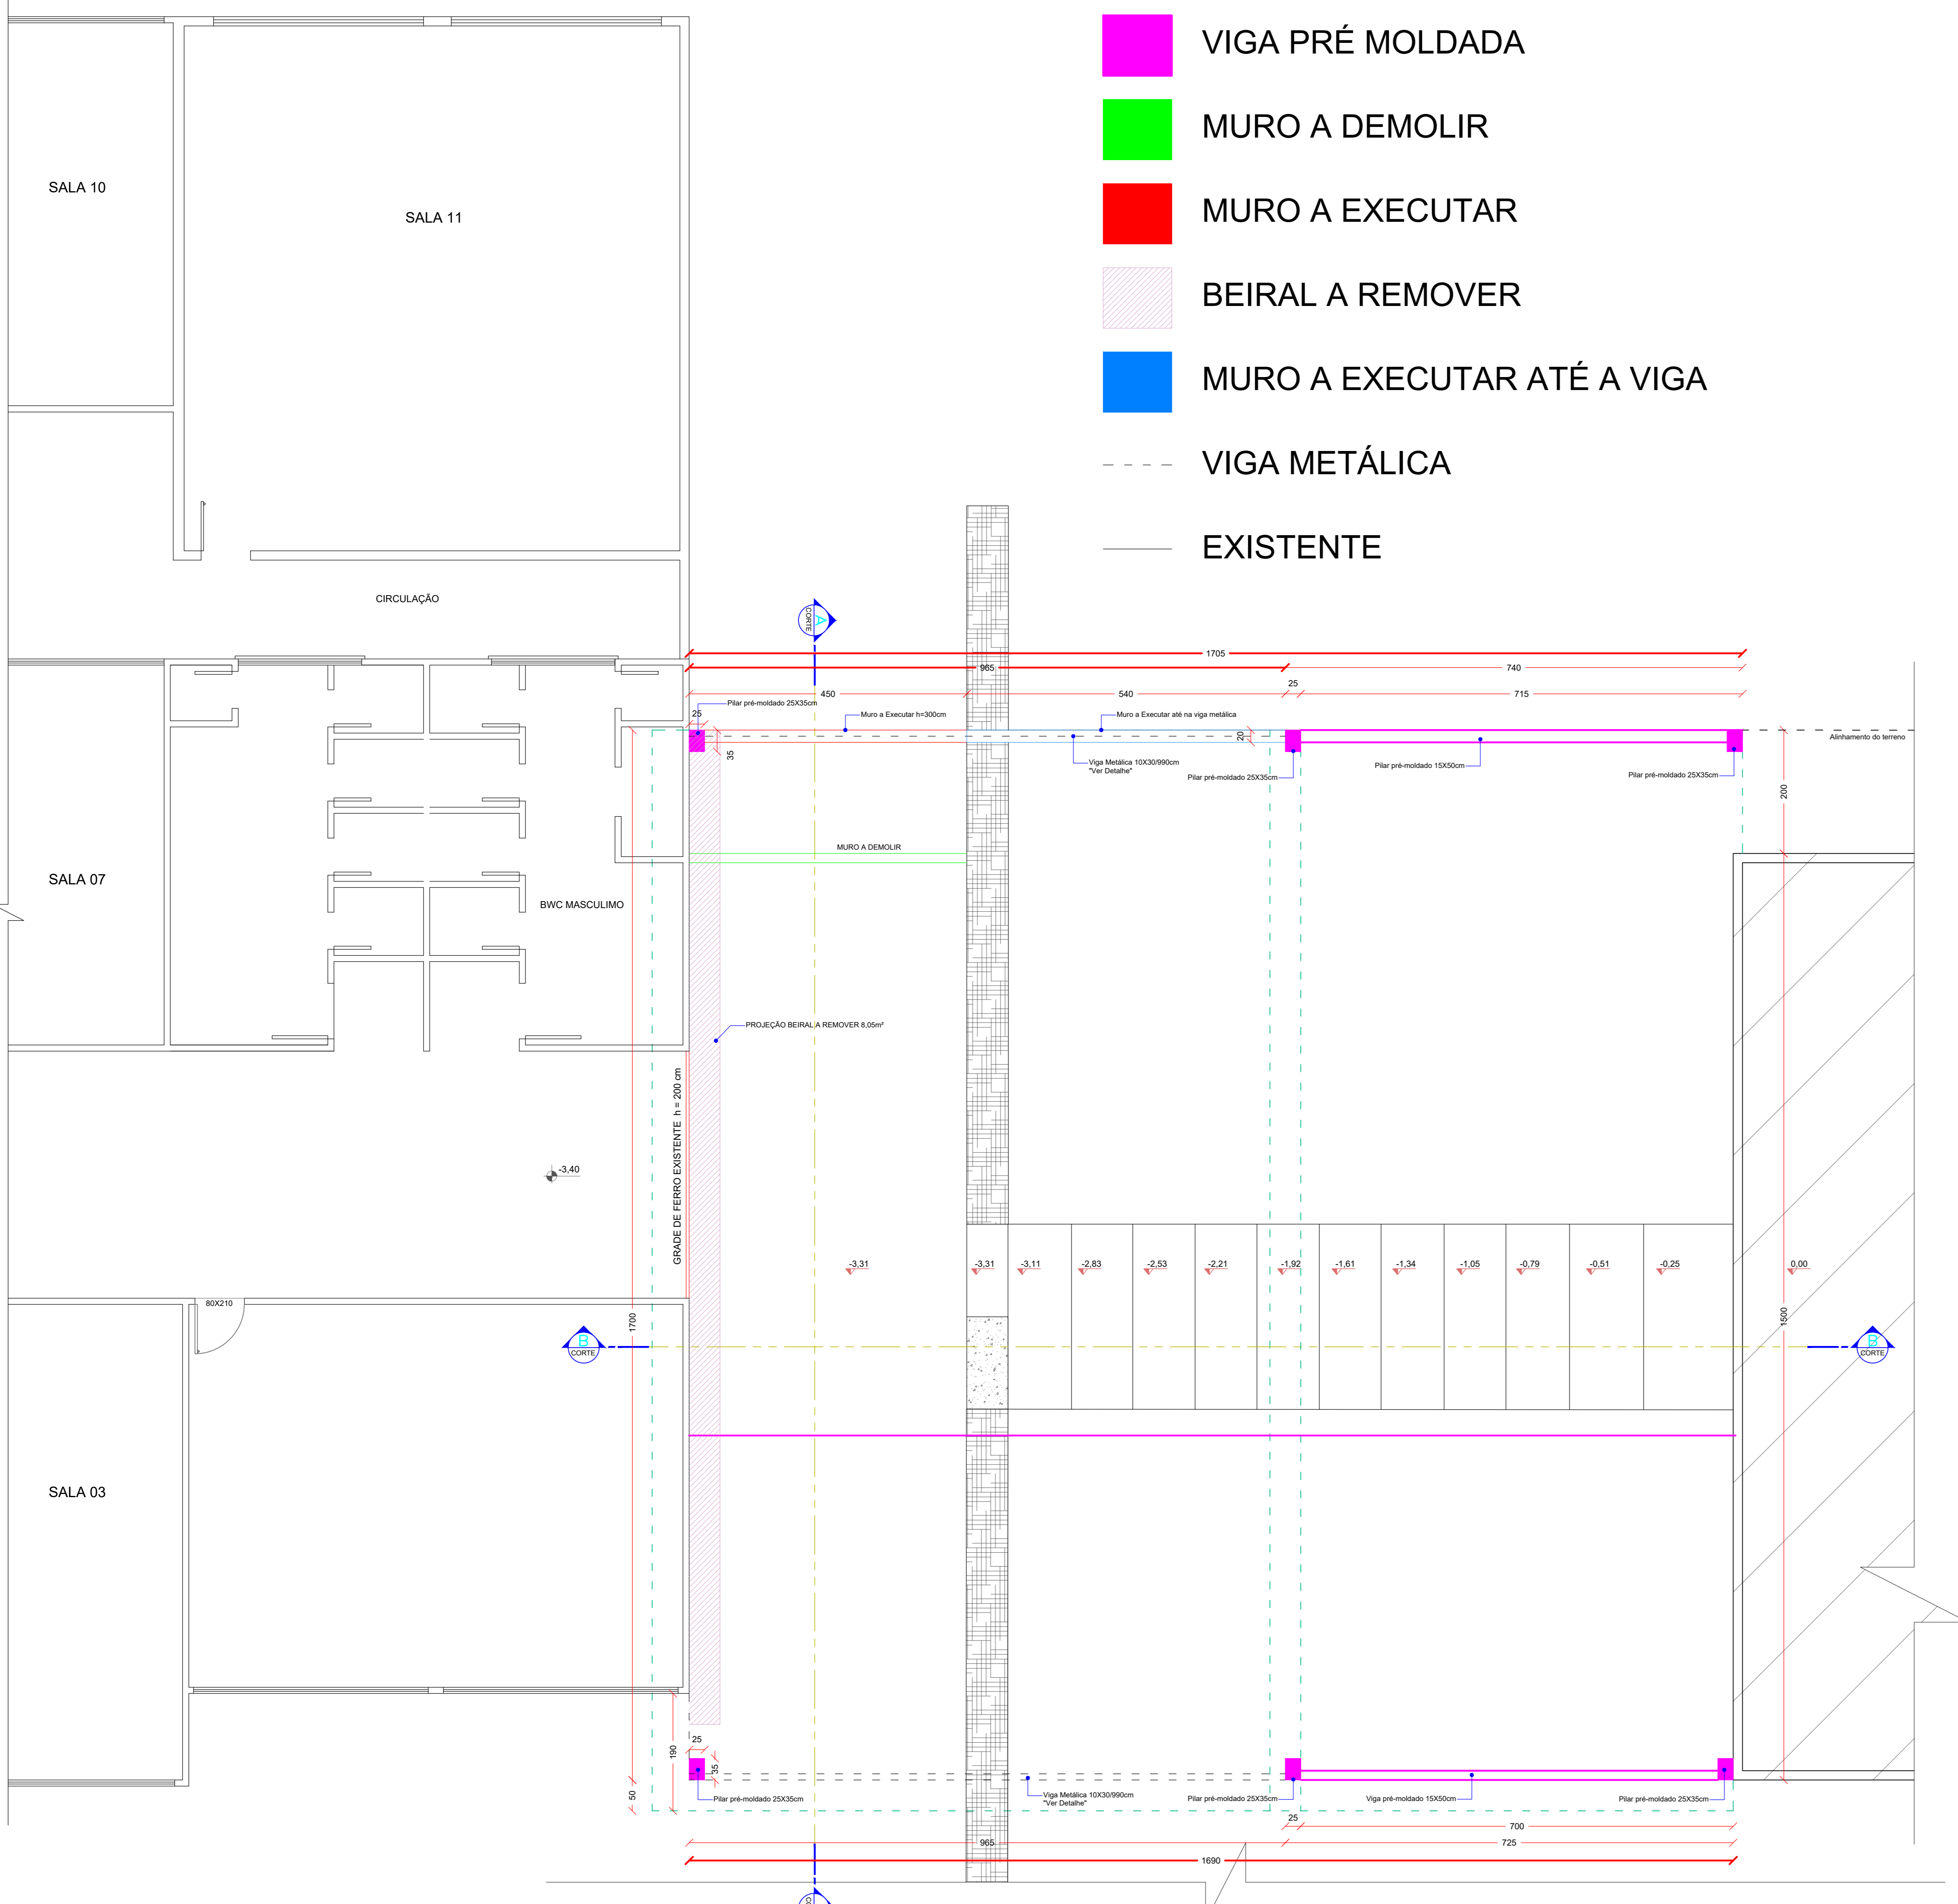 VIGA PRÉ MOLDADA
MURO A DEMOLIR
MURO A EXECUTAR
BEIRAL A REMOVER
MURO A EXECUTAR ATÉ A VIGA
VIGA METÁLICA
EXISTENTE
SALA 10
SALA 11
CIRCULAÇÃO
A
CORTE
1705
965
740
25
450
540
715
Pilar pré-moldado 25X35cm
25
Muro a Executar h=300cm
Muro a Executar até na viga metálica
35
20
Alinhamento do terreno
Viga Metálica 10X30/990cm
"Ver Detalhe"
Pilar pré-moldado 25X35cm
Pilar pré-moldado 15X50cm
Pilar pré-moldado 25X35cm
200
MURO A DEMOLIR
SALA 07
BWC MASCULIMO
PROJEÇÃO BEIRAL A REMOVER 8,05m²
GRADE DE FERRO EXISTENTE h = 200 cm
-3,40
-3,31
-3,31
-3,11
-2,83
-2,53
-2,21
-1,92
-1,61
-1,34
-1,05
-0,79
-0,51
-0,25
0,00
80X210
1700
1500
B
CORTE
B
CORTE
SALA 03
190
50
25
35
Pilar pré-moldado 25X35cm
Viga Metálica 10X30/990cm
"Ver Detalhe"
Pilar pré-moldado 25X35cm
Viga pré-moldado 15X50cm
Pilar pré-moldado 25X35cm
25
700
965
725
1690